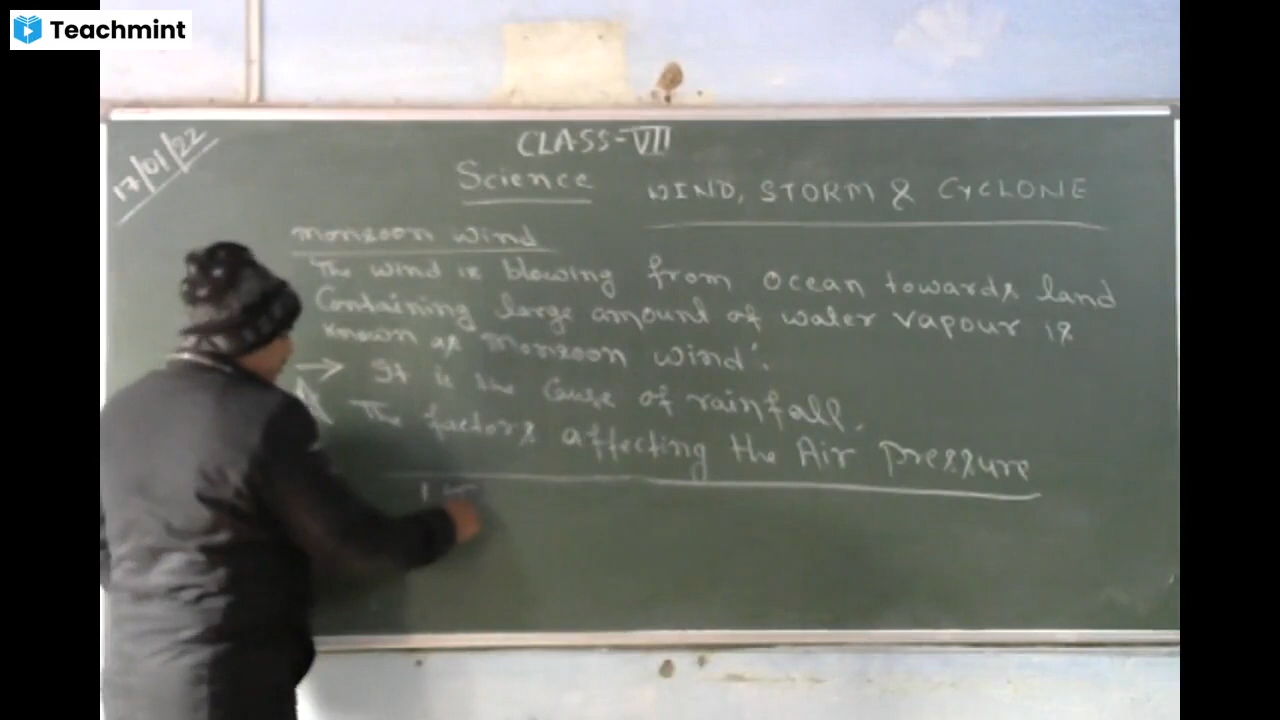 Teachmint
17/01/22
CLASS-VII
Science WIND, STORM & CYCLONE
Monsoon Wind
The wind is blowing from ocean towards land
Containing large amount of water vapour is
known as Monsoon wind'.
→ It is the Cause of rainfall.
The factors affecting the Air pressure